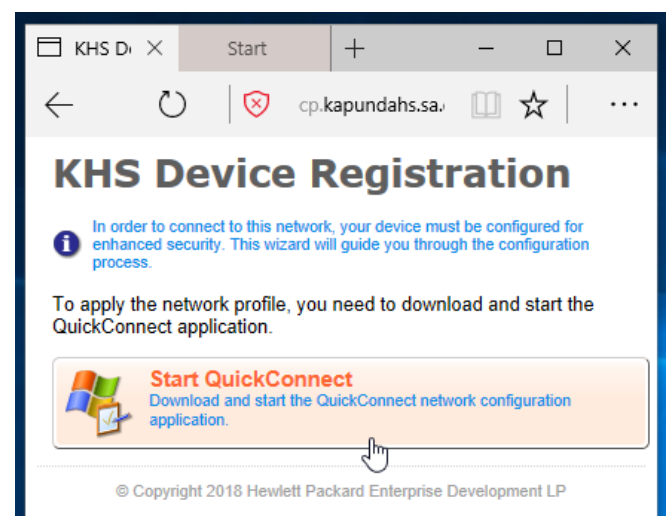 KHS D
Start
cp.kapundahs.sa.
KHS Device Registration
In order to connect to this network, your device must be configured for
enhanced security. This wizard will guide you through the configuration
process.
To apply the network profile, you need to download and start the
QuickConnect application.
Start QuickConnect
Download and start the QuickConnect network configuration
application.
© Copyright 2018 Hewlett Packard Enterprise Development LP